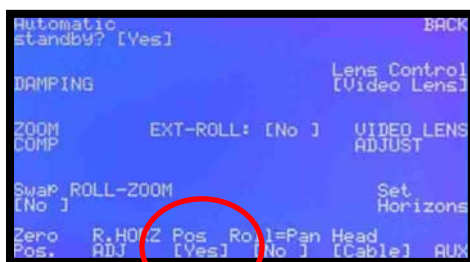 Automatic BACK
standby? [Yes]
Lens Control
DAMPING [Video Lens]
ZOOM EXT-ROLL: [No ] VIDEO LENS
COMP ADJUST
Swap ROLL-ZOOM Set
[No ] Horizons
Zero R.HORZ Pos Roll=Pan Head
Pos. ADJ [Yes] [No ] [Cable] AUX